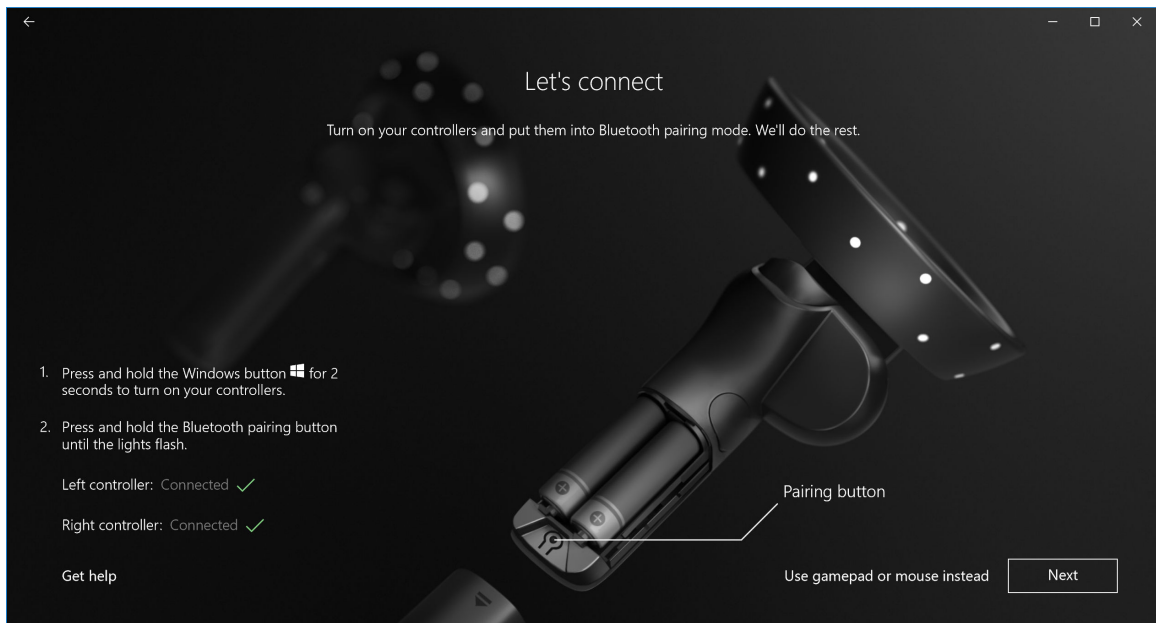 Let's connect
Turn on your controllers and put them into Bluetooth pairing mode. We'll do the rest.
1. Press and hold the Windows button for 2
seconds to turn on your controllers.
2. Press and hold the Bluetooth pairing button
until the lights flash.
Left controller: Connected
Right controller: Connected
Pairing button
Get help
Use gamepad or mouse instead
Next